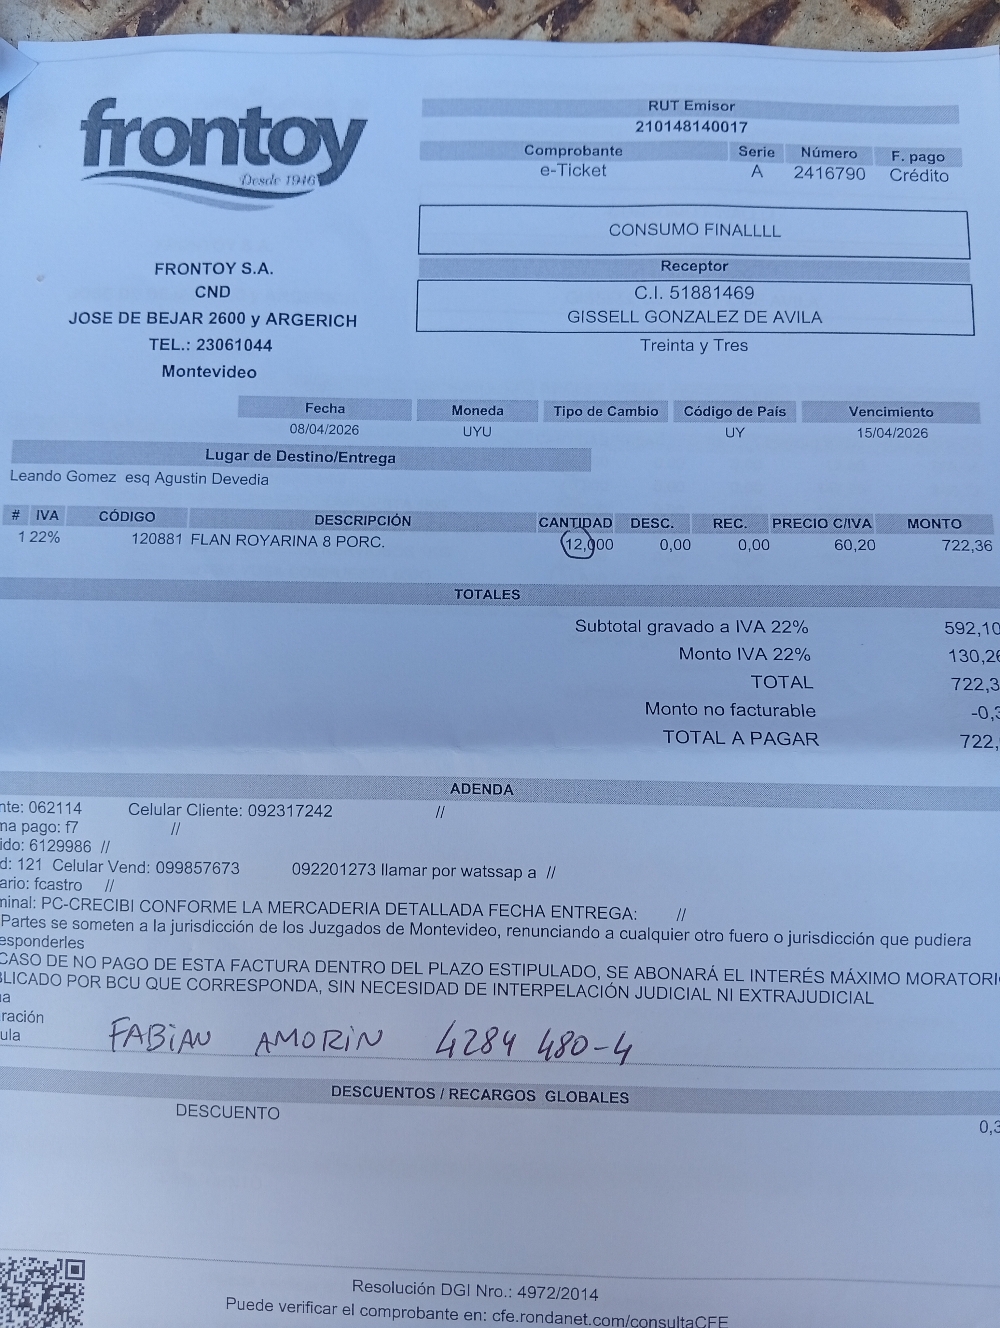 frontoy
Desde 1946
RUT Emisor
210148140017
Comprobante Serie Número F. pago
e-Ticket A 2416790 Crédito
CONSUMO FINALLLL
Receptor
C.I. 51881469
GISSELL GONZALEZ DE AVILA
Treinta y Tres
FRONTOY S.A.
CND
JOSE DE BEJAR 2600 y ARGERICH
TEL.: 23061044
Montevideo
Fecha Moneda Tipo de Cambio Código de País Vencimiento
08/04/2026 UYU UY 15/04/2026
Lugar de Destino/Entrega
Leando Gomez esq Agustin Devedia
# IVA CÓDIGO DESCRIPCIÓN CANTIDAD DESC. REC. PRECIO C/IVA MONTO
1 22% 120881 FLAN ROYARINA 8 PORC. 12,000 0,00 0,00 60,20 722,36
TOTALES
Subtotal gravado a IVA 22% 592,10
Monto IVA 22% 130,26
TOTAL 722,3
Monto no facturable -0,3
TOTAL A PAGAR 722,
ADENDA
nte: 062114 Celular Cliente: 092317242 //
ma pago: f7 //
ido: 6129986 //
d: 121 Celular Vend: 099857673 092201273 llamar por watssap a //
ario: fcastro //
minal: PC-CRECIBI CONFORME LA MERCADERIA DETALLADA FECHA ENTREGA: //
Partes se someten a la jurisdicción de los Juzgados de Montevideo, renunciando a cualquier otro fuero o jurisdicción que pudiera
esponderles
CASO DE NO PAGO DE ESTA FACTURA DENTRO DEL PLAZO ESTIPULADO, SE ABONARÁ EL INTERÉS MÁXIMO MORATORI
BLICADO POR BCU QUE CORRESPONDA, SIN NECESIDAD DE INTERPELACIÓN JUDICIAL NI EXTRAJUDICIAL
na
ración
ula FABIAN AMORIN 4284 480-4
DESCUENTOS / RECARGOS GLOBALES
DESCUENTO 0,3
Resolución DGI Nro.: 4972/2014
Puede verificar el comprobante en: cfe.rondanet.com/consultaCFE